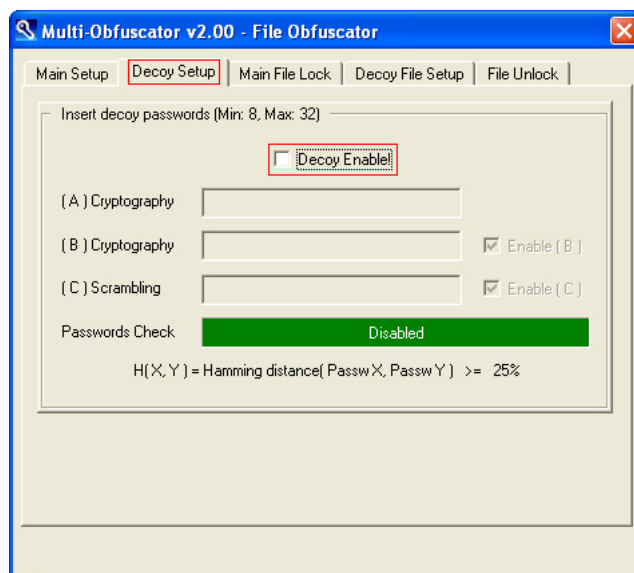 Multi-Obfuscator v2.00 - File Obfuscator
Main Setup Decoy Setup Main File Lock Decoy File Setup File Unlock
Insert decoy passwords (Min: 8, Max: 32)
Decoy Enable!
(A) Cryptography
(B) Cryptography Enable (B)
(C) Scrambling Enable (C)
Passwords Check Disabled
H( X, Y ) = Hamming distance( Passw X, Passw Y ) >= 25%